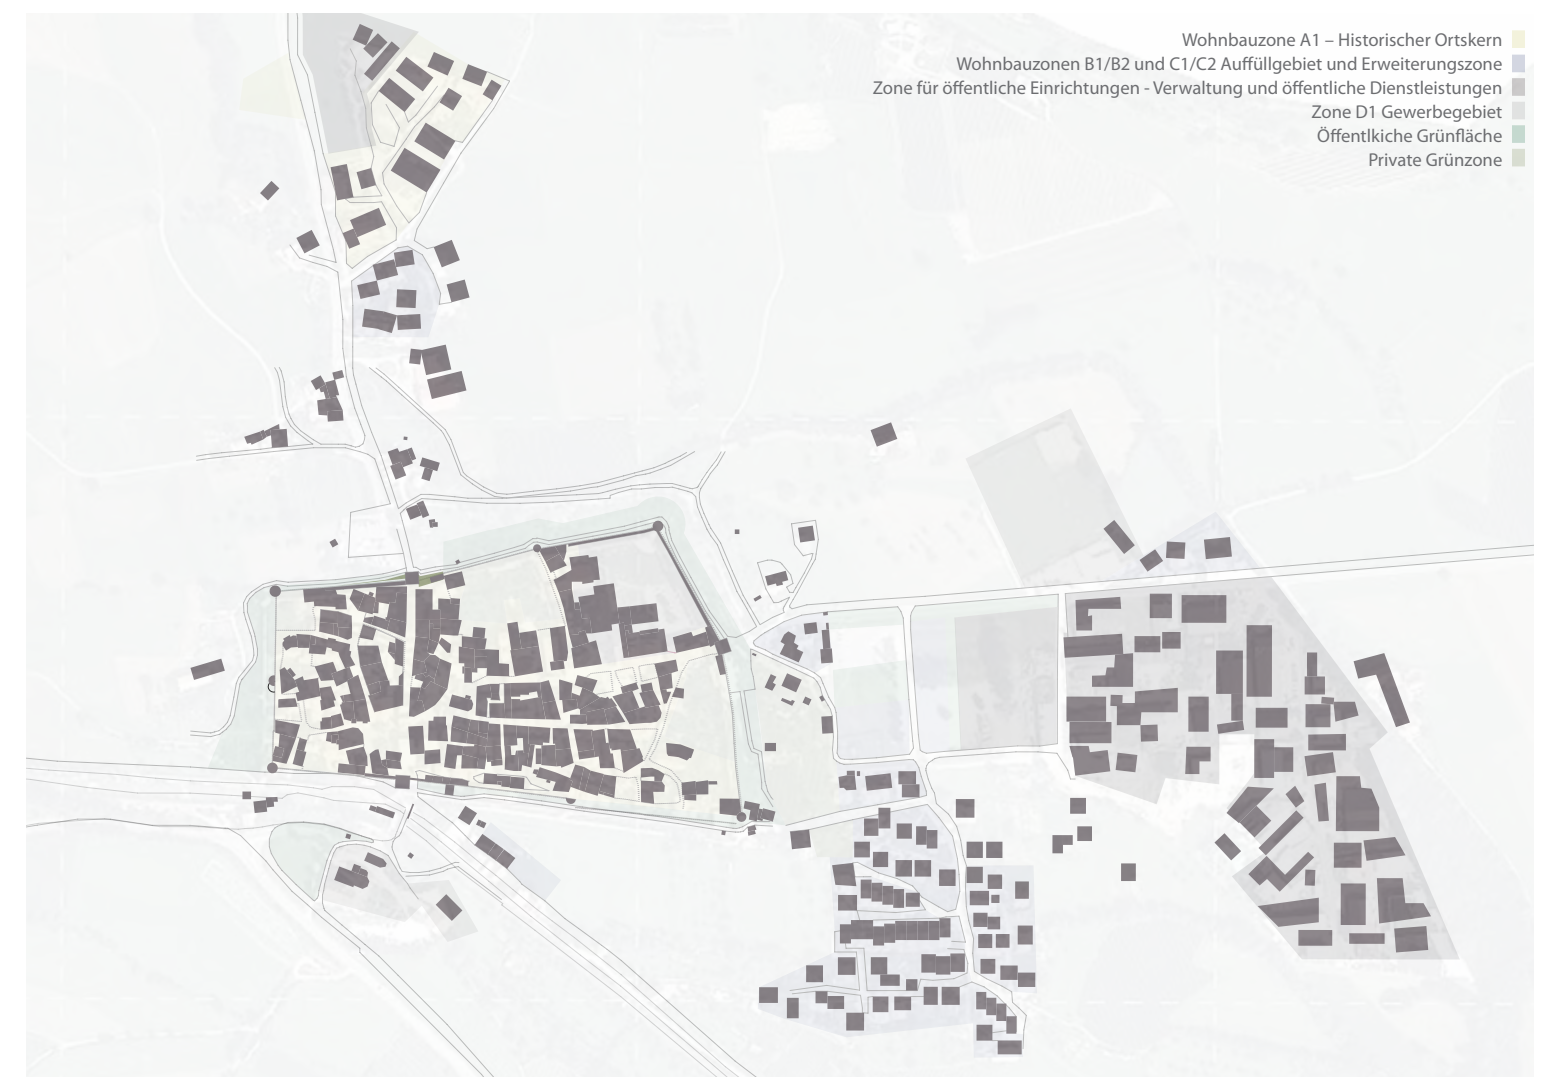 Wohnbauzone A1 – Historischer Ortskern
Wohnbauzonen B1/B2 und C1/C2 Auffüllgebiet und Erweiterungszone
Zone für öffentliche Einrichtungen - Verwaltung und öffentliche Dienstleistungen
Zone D1 Gewerbegebiet
Öffentlkiche Grünfläche
Private Grünzone